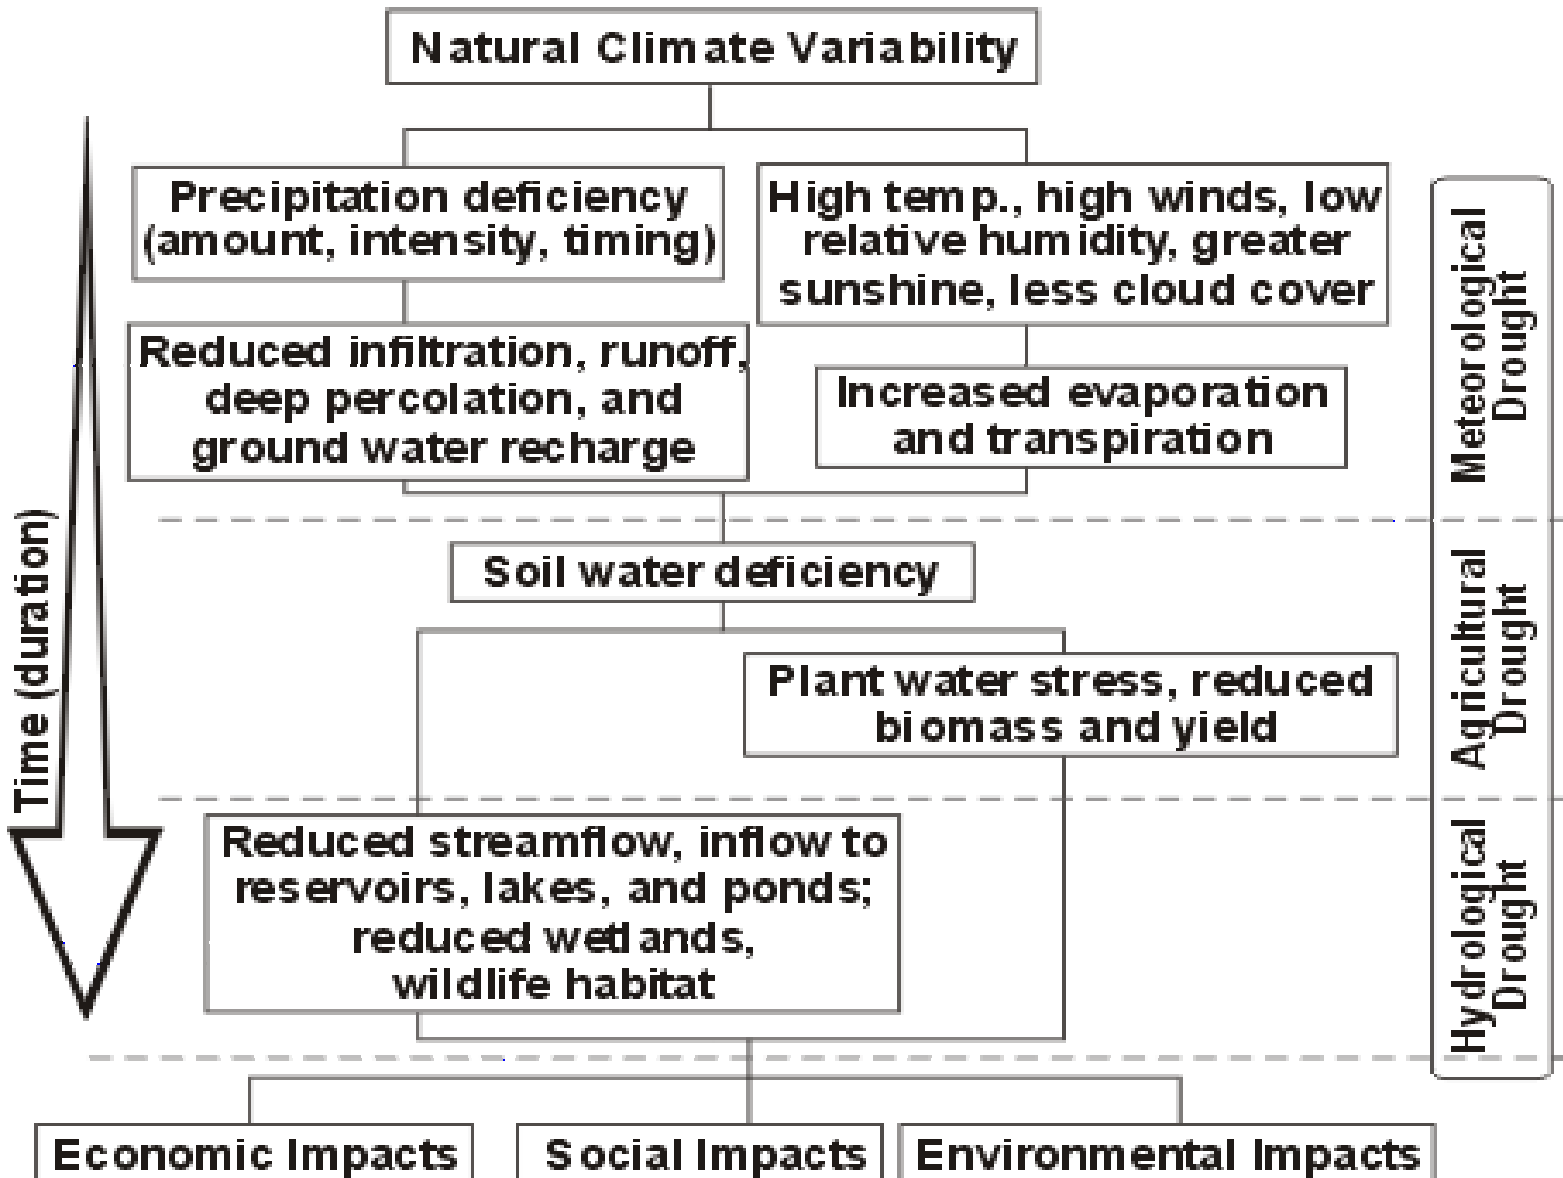 Natural Climate Variability
Precipitation deficiency
(amount, intensity, timing)
High temp., high winds, low
relative humidity, greater
sunshine, less cloud cover
Reduced infiltration, runoff,
deep percolation, and
ground water recharge
Increased evaporation
and transpiration
Meteorological
Drought
Time (duration)
Soil water deficiency
Plant water stress, reduced
biomass and yield
Agricultural
Drought
Reduced streamflow, inflow to
reservoirs, lakes, and ponds;
reduced wetlands,
wildlife habitat
Hydrological
Drought
Economic Impacts
Social Impacts
Environmental Impacts